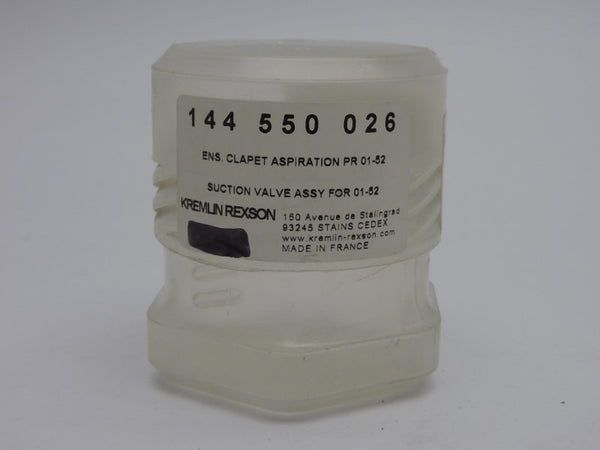 144 550 026
ENS. CLAPET ASPIRATION PR 01-52
SUCTION VALVE ASSY FOR 01-52
KREMLIN REXSON
150 Avenue de Stalingrad
93245 STAINS CEDEX
www.kremlin-rexson.com
MADE IN FRANCE